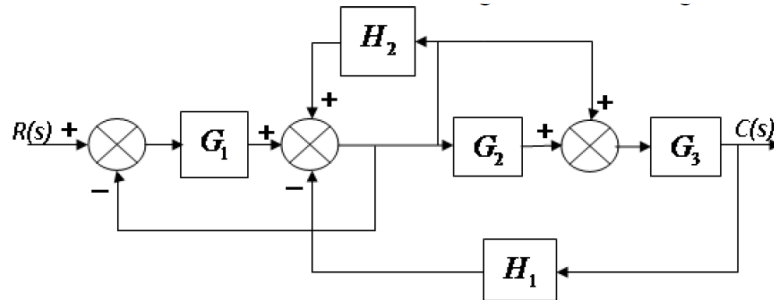 H₂
+
+
+
R(s)
+
G₁
+
G₂
+
G₃
C(s)
−
−
H₁